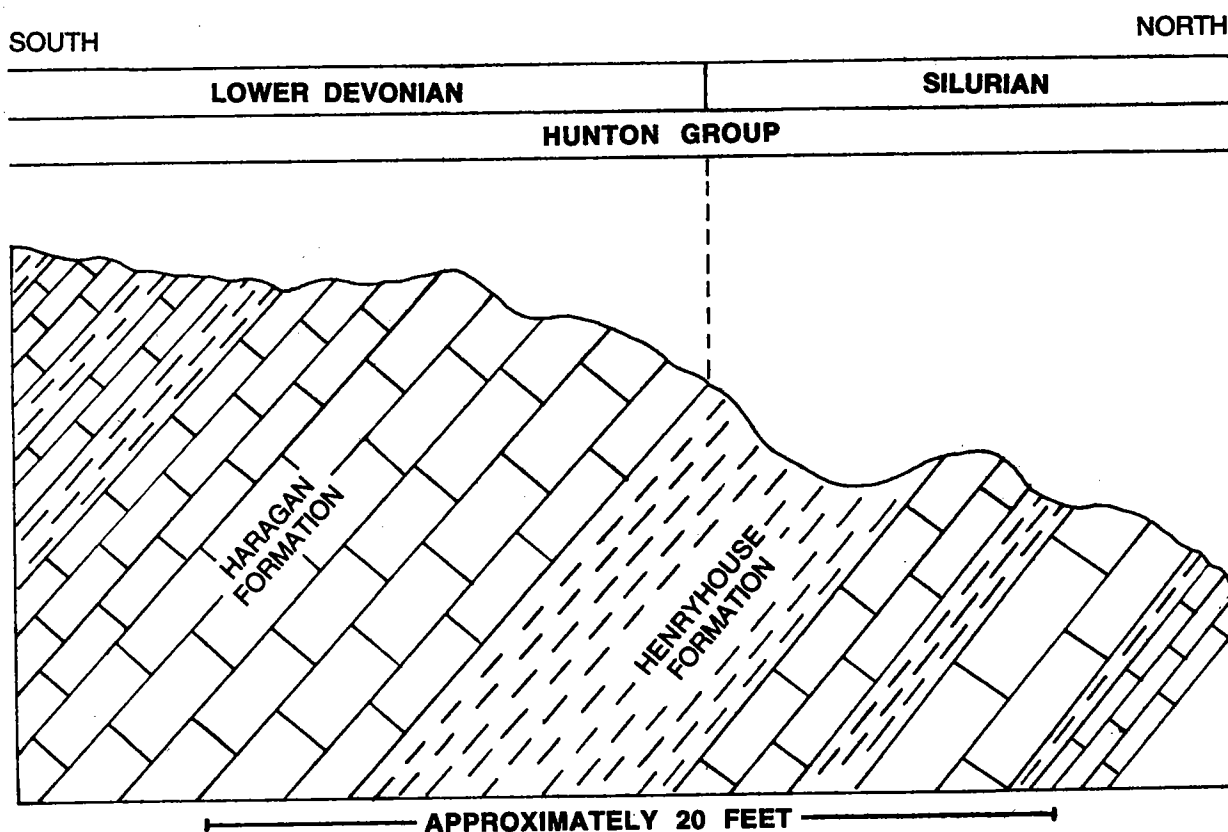 SOUTH
NORTH
LOWER DEVONIAN
SILURIAN
HUNTON GROUP
HARAGAN
FORMATION
HENRYHOUSE
FORMATION
APPROXIMATELY 20 FEET